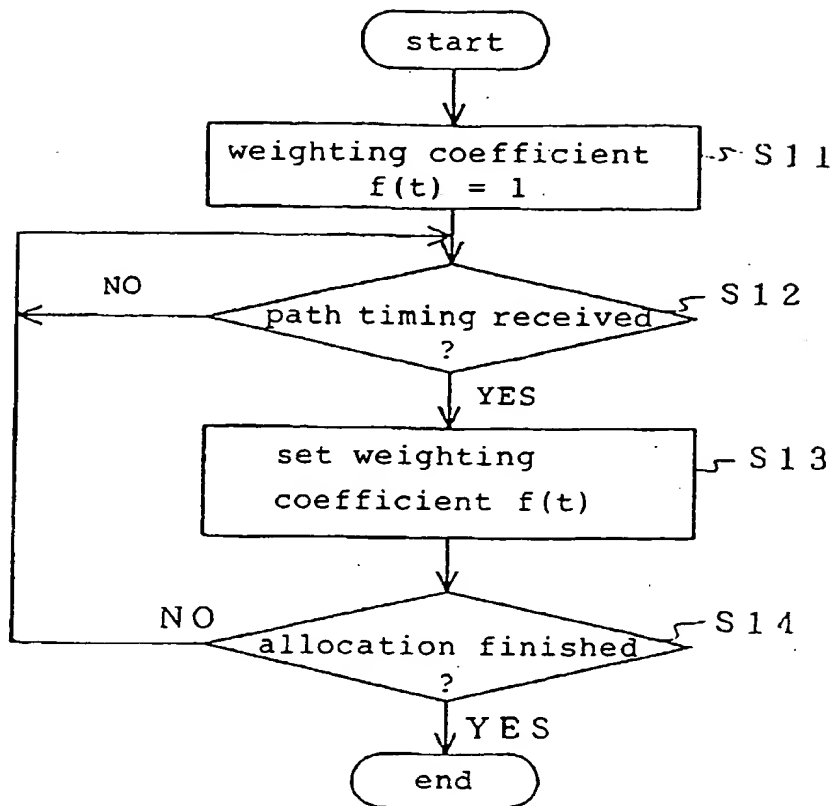 start
weighting coefficient
f(t) = 1
S11
NO
S12
path timing received
?
YES
set weighting
coefficient f(t)
S13
NO
S14
allocation finished
?
YES
end